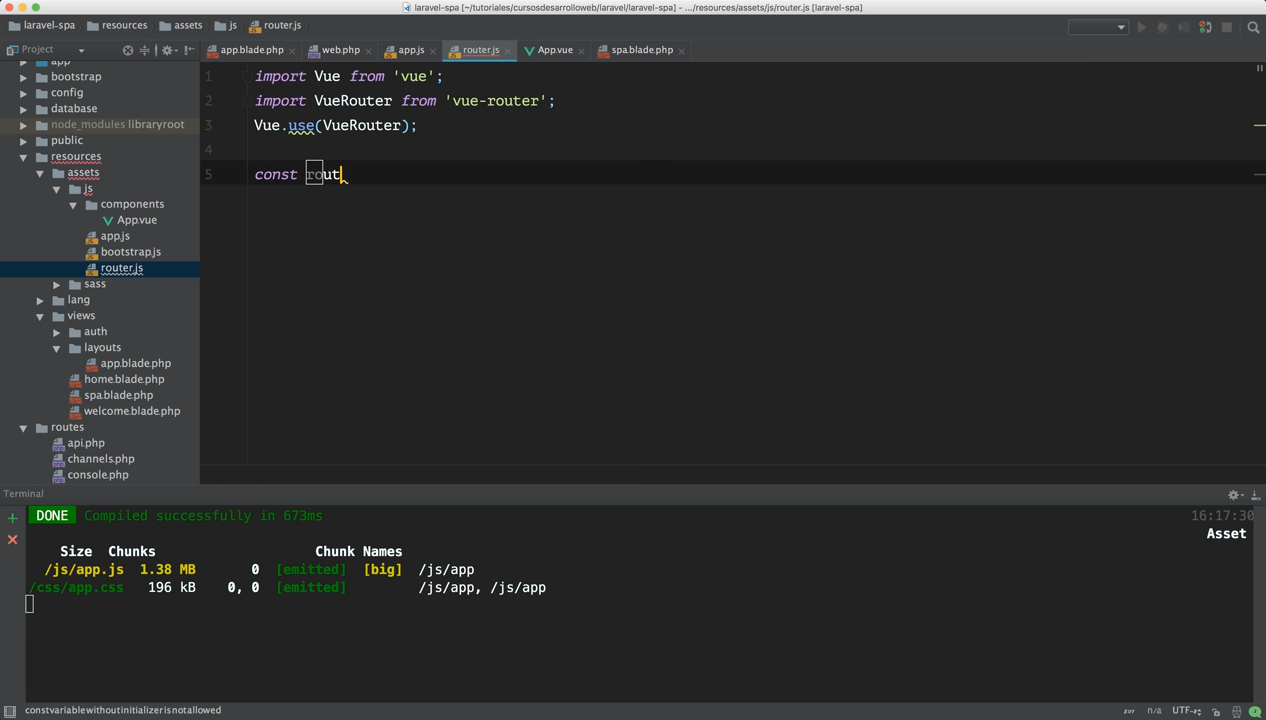 laravel-spa [~/tutoriales/cursosdesarrolloweb/laravel/laravel-spa] - .../resources/assets/js/router.js [laravel-spa]
laravel-spa resources assets js router.js
Project
app.blade.php web.php app.js router.js App.vue spa.blade.php
app
bootstrap
config
database
node_modules library root
public
resources
assets
js
components
App.vue
app.js
bootstrap.js
router.js
sass
lang
views
auth
layouts
app.blade.php
home.blade.php
spa.blade.php
welcome.blade.php
routes
api.php
channels.php
console.php
1 import Vue from 'vue';
2 import VueRouter from 'vue-router';
3 Vue.use(VueRouter);
4
5 const rout
Terminal
DONE Compiled successfully in 673ms 16:17:30
Asset
Size Chunks Chunk Names
/js/app.js 1.38 MB 0 [emitted] [big] /js/app
/css/app.css 196 kB 0, 0 [emitted] /js/app, /js/app
const variable without initializer is not allowed
n/a UTF-